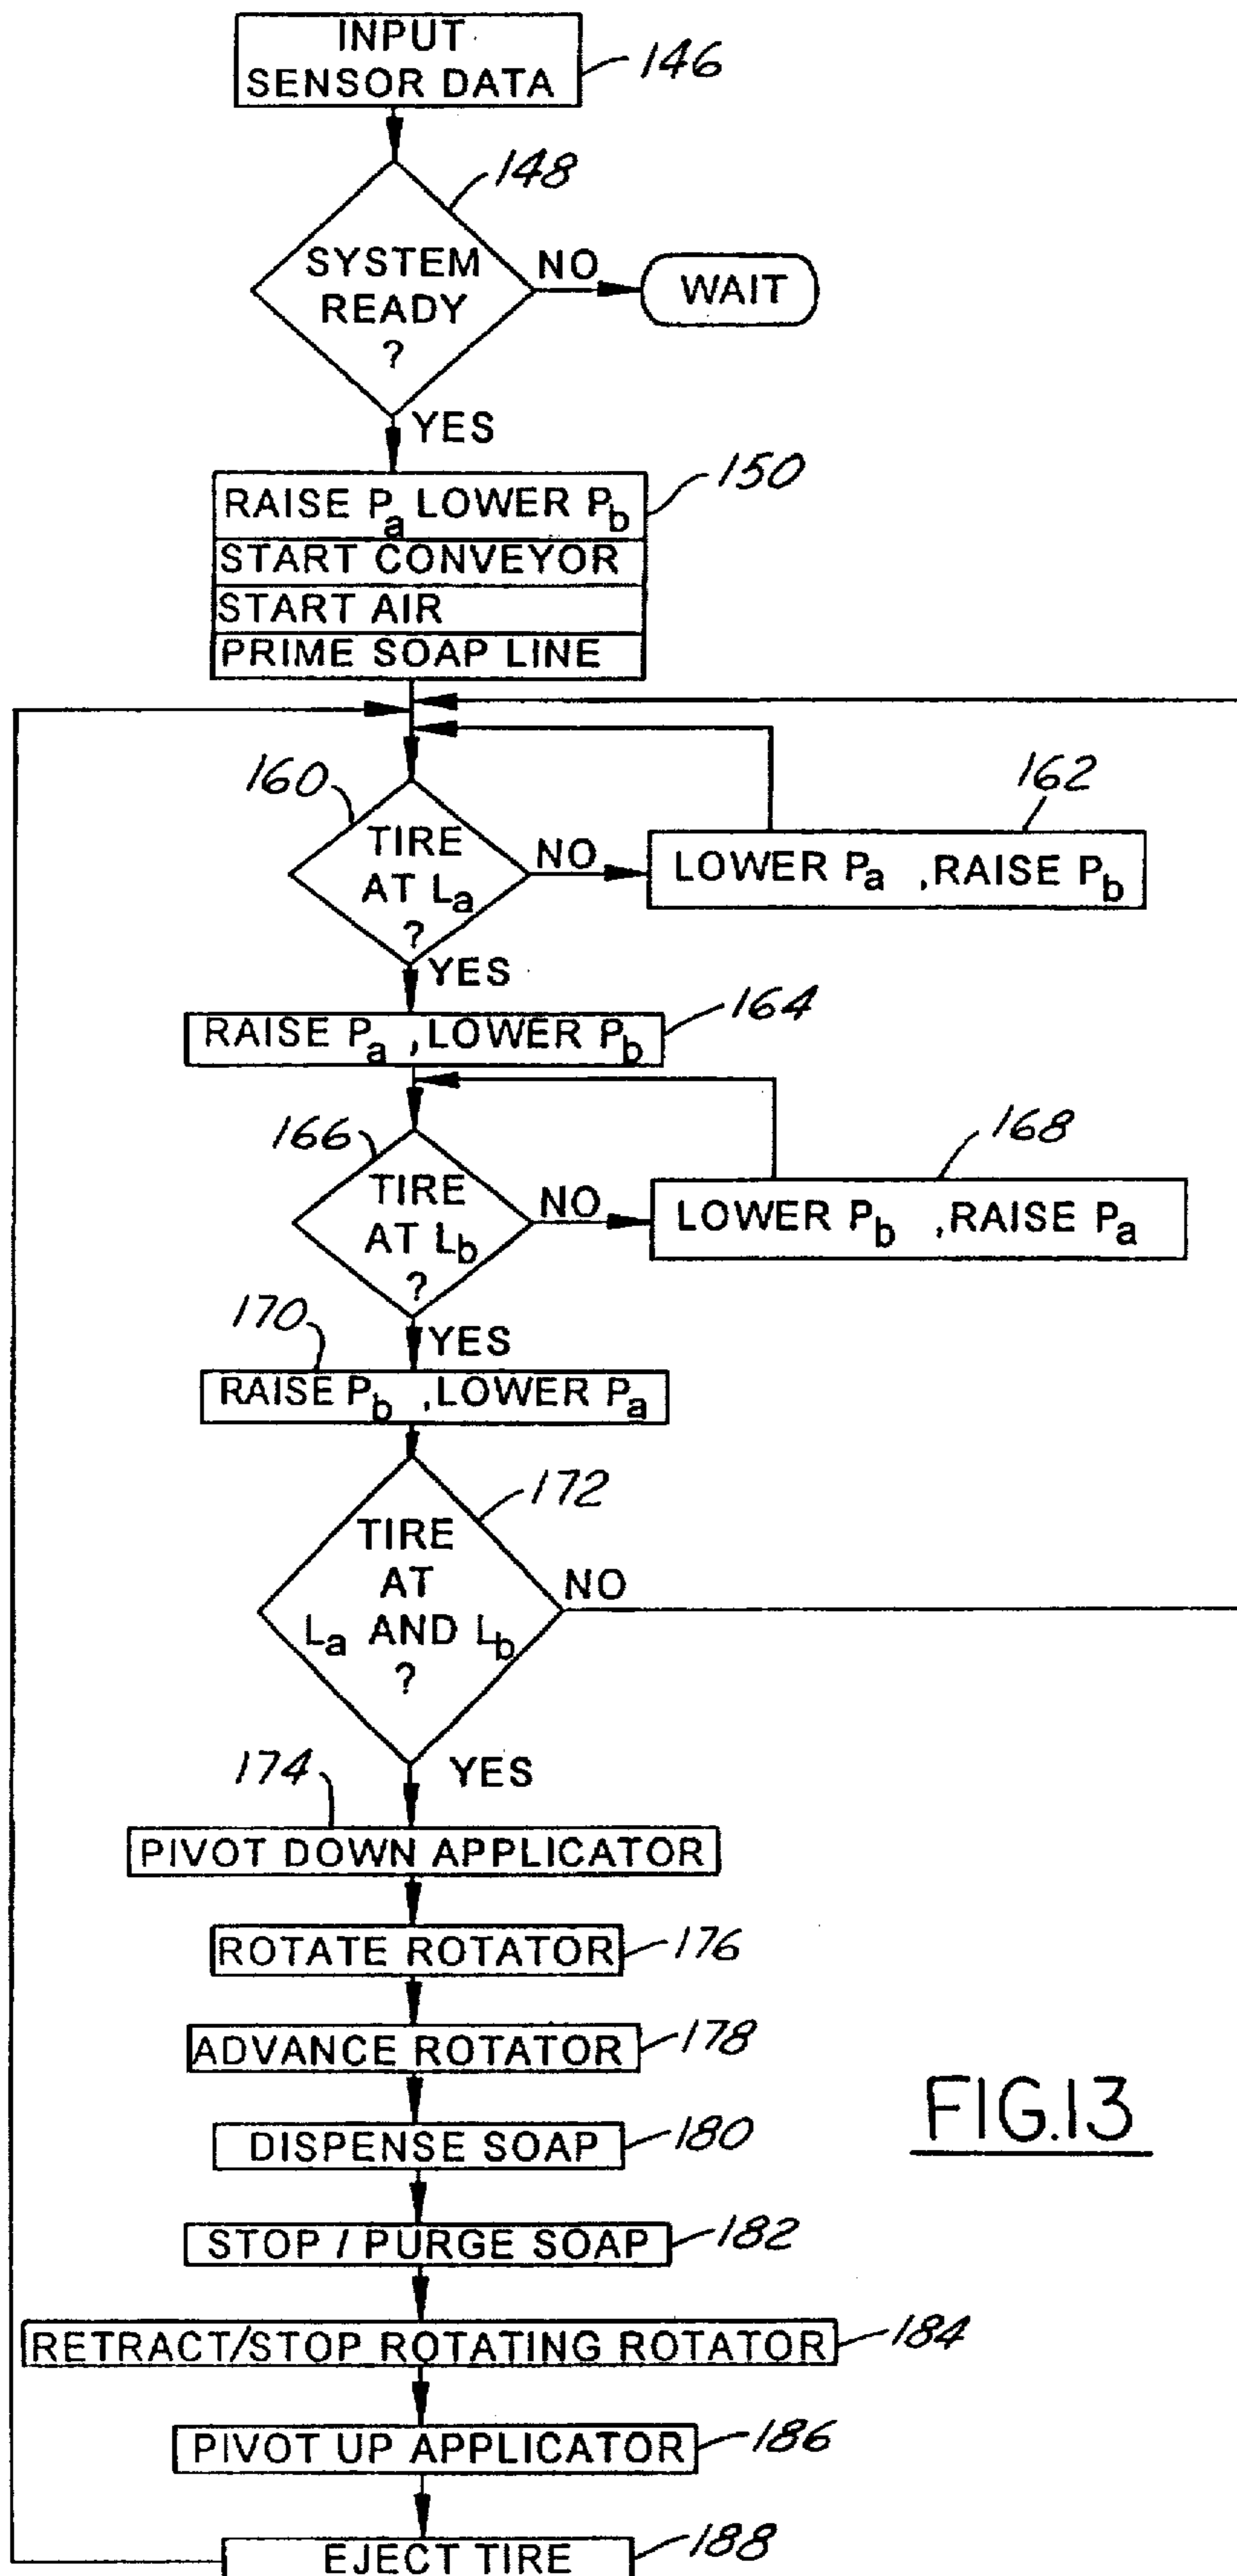 INPUT
SENSOR DATA
146
148
SYSTEM
READY
?
NO
WAIT
YES
150
RAISE Pa LOWER Pb
START CONVEYOR
START AIR
PRIME SOAP LINE
160
TIRE
AT La
?
NO
162
LOWER Pa ,RAISE Pb
YES
164
RAISE Pa ,LOWER Pb
166
TIRE
AT Lb
?
NO
168
LOWER Pb ,RAISE Pa
170
YES
RAISE Pb ,LOWER Pa
172
TIRE
AT
La AND Lb
?
NO
YES
174
PIVOT DOWN APPLICATOR
ROTATE ROTATOR
176
ADVANCE ROTATOR
178
DISPENSE SOAP
180
STOP / PURGE SOAP
182
RETRACT/STOP ROTATING ROTATOR
184
PIVOT UP APPLICATOR
186
EJECT TIRE
188
FIG.13